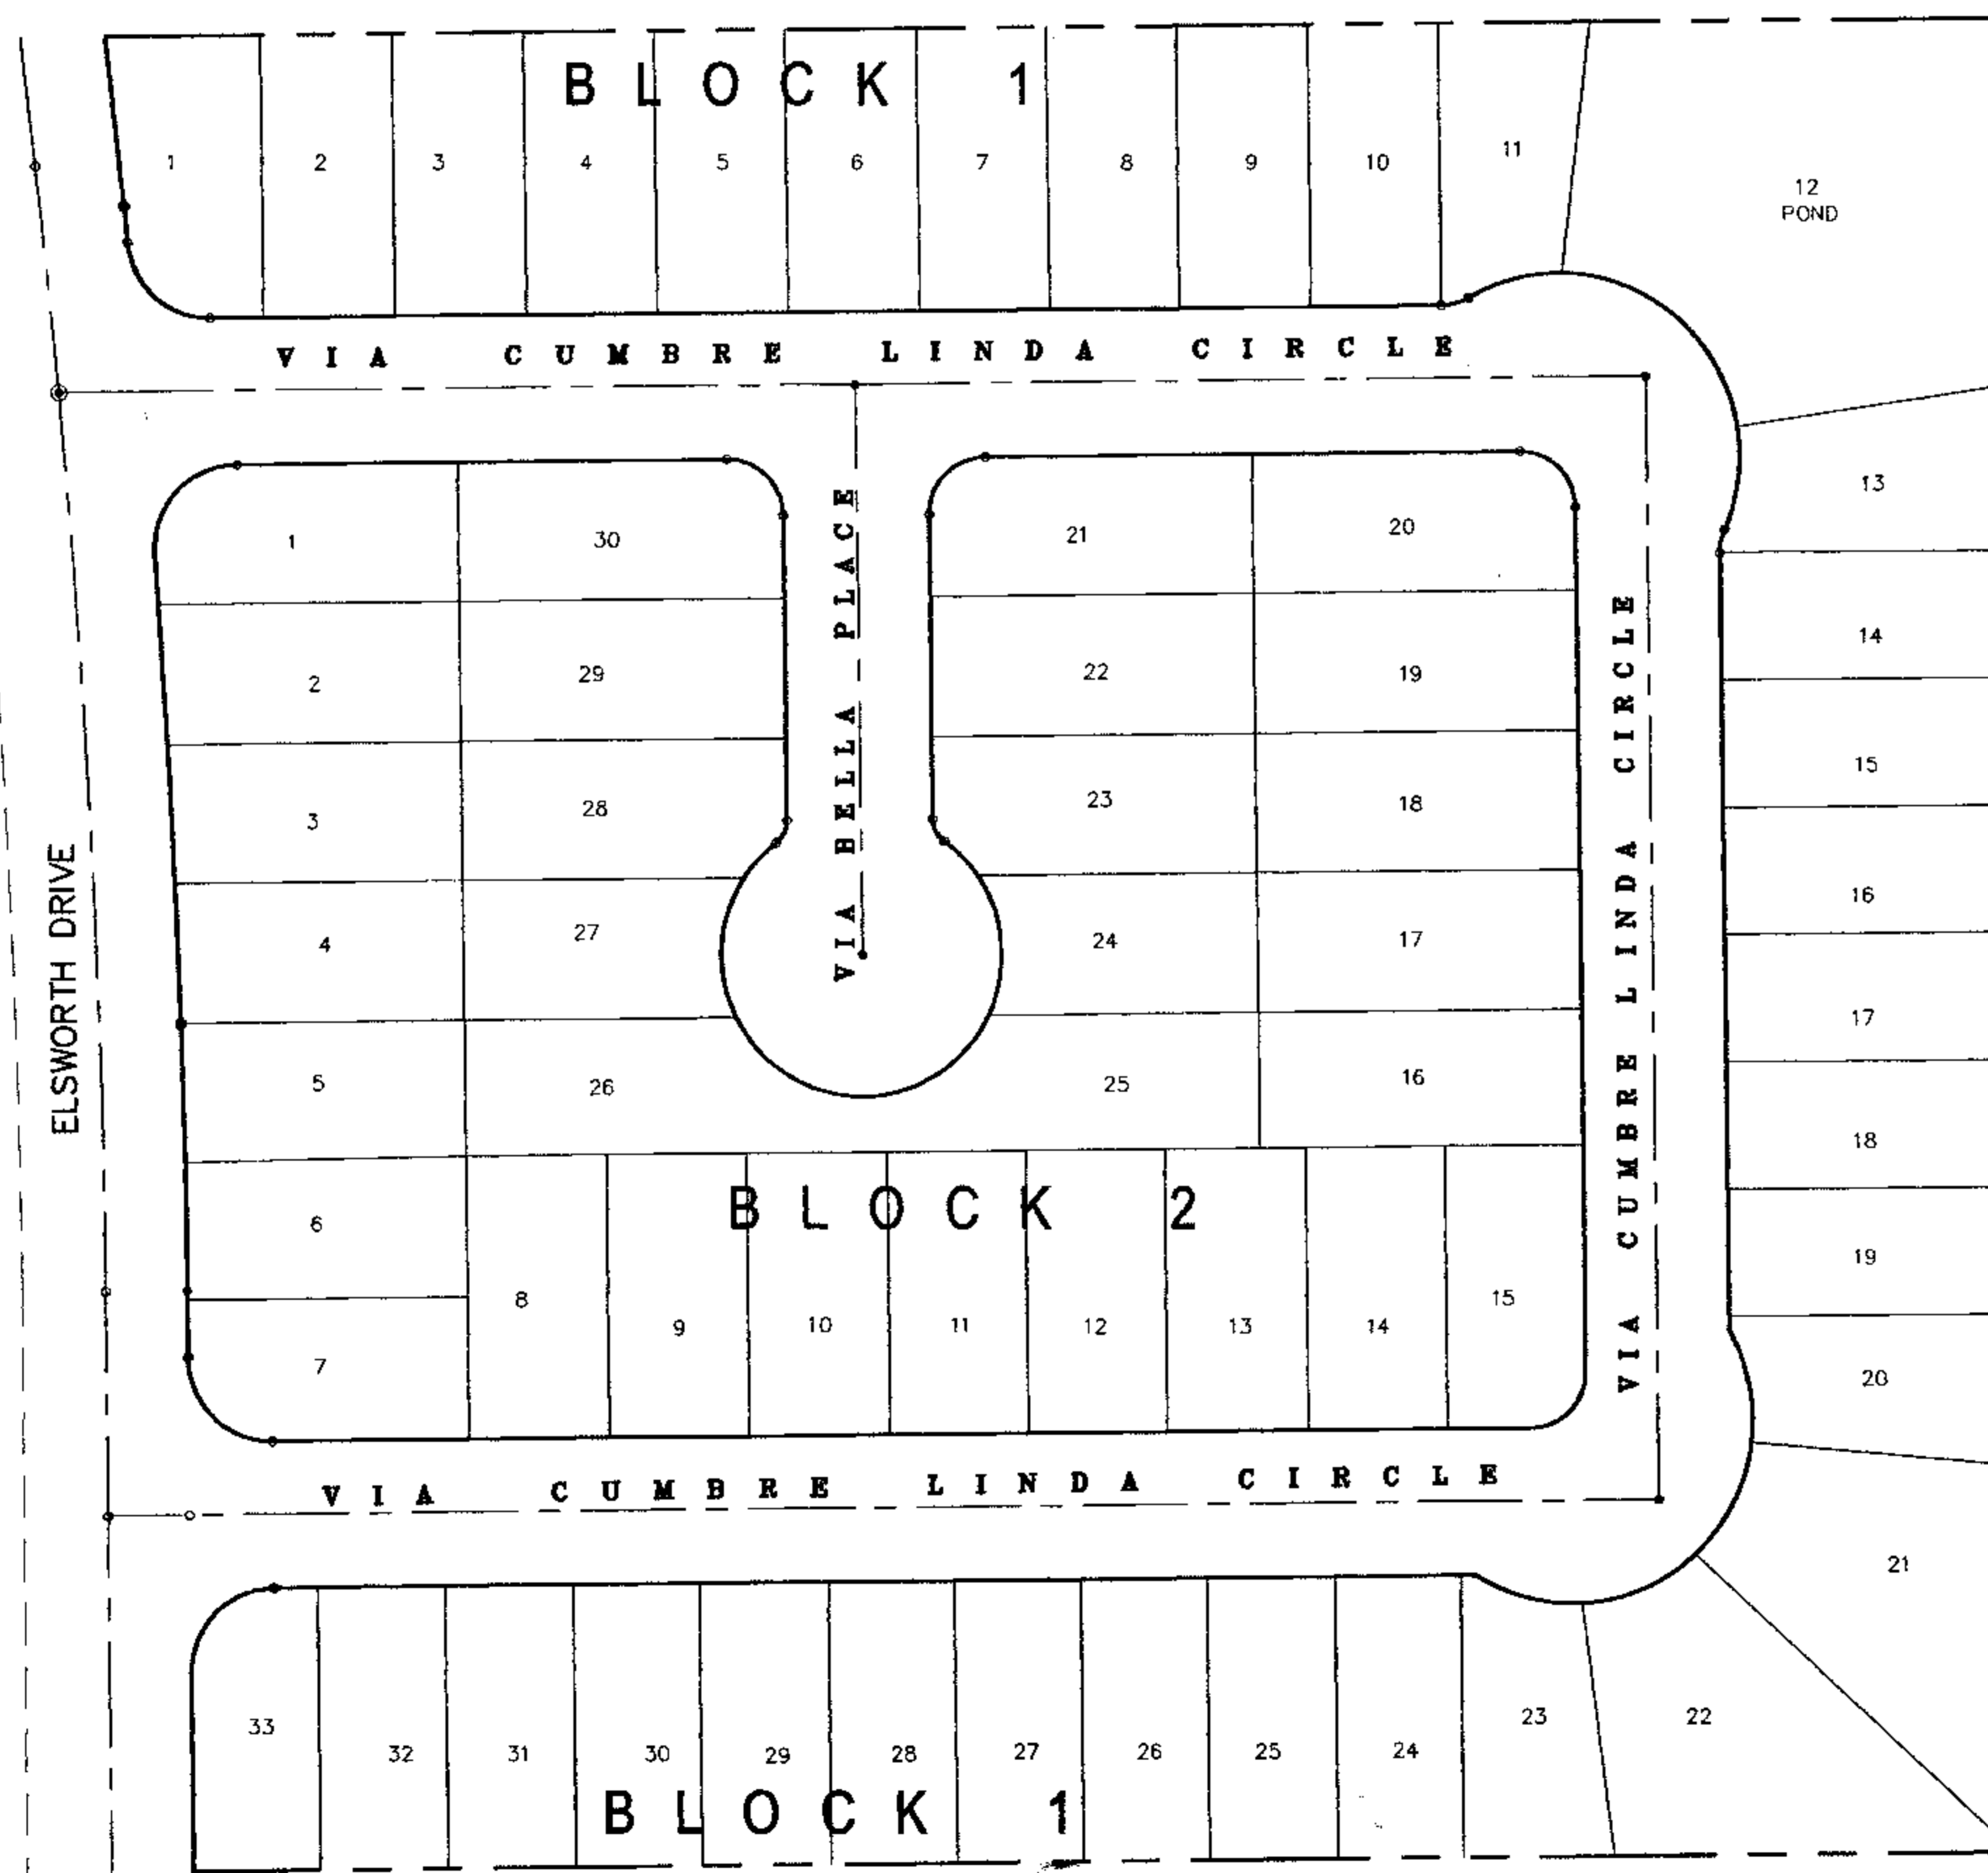 BLOCK 1
1 2 3 4 5 6 7 8 9 10 11
12
POND
VIA CUMBRE LINDA CIRCLE
13
14
15
16
17
18
19
20
21
22
23
24
25
26
27
28
29
30
31
32
33
ELSWORTH DRIVE
VIA BELLA PLACE
VIA CUMBRE LINDA CIRCLE
1 30 21 20
2 29 22 19
3 28 23 18
4 27 24 17
5 26 25 16
BLOCK 2
6
7
8 9 10 11 12 13 14 15
VIA CUMBRE LINDA CIRCLE
BLOCK 1